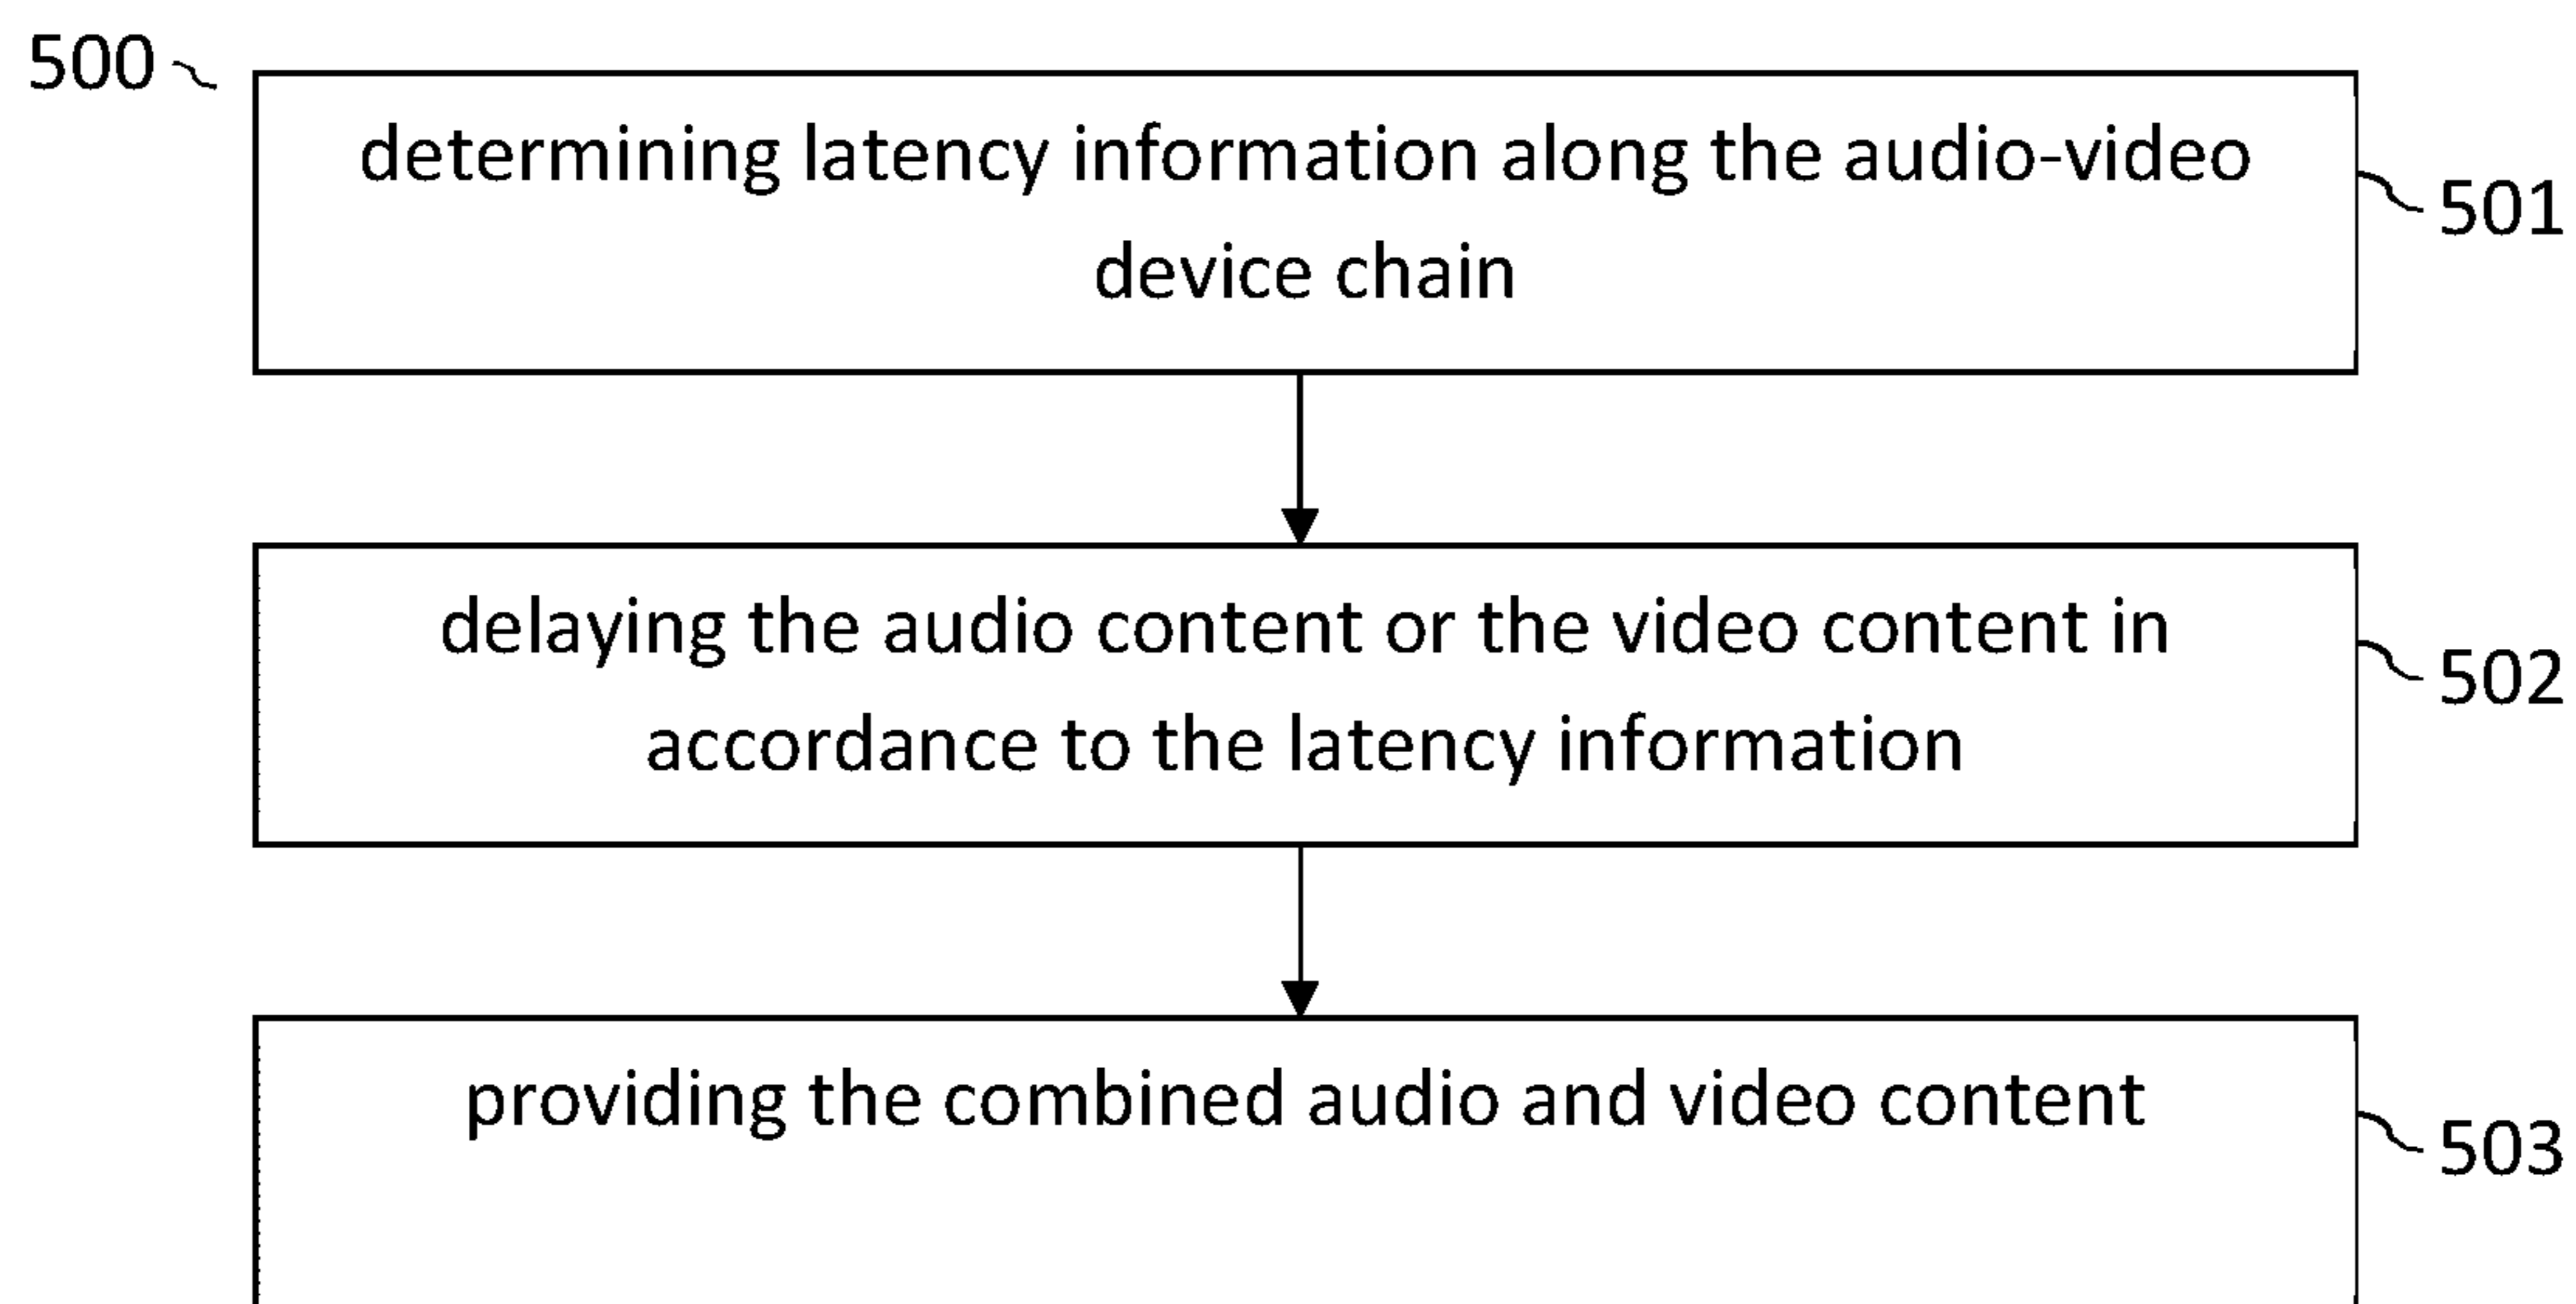 500
determining latency information along the audio-video
device chain
501
delaying the audio content or the video content in
accordance to the latency information
502
providing the combined audio and video content
503